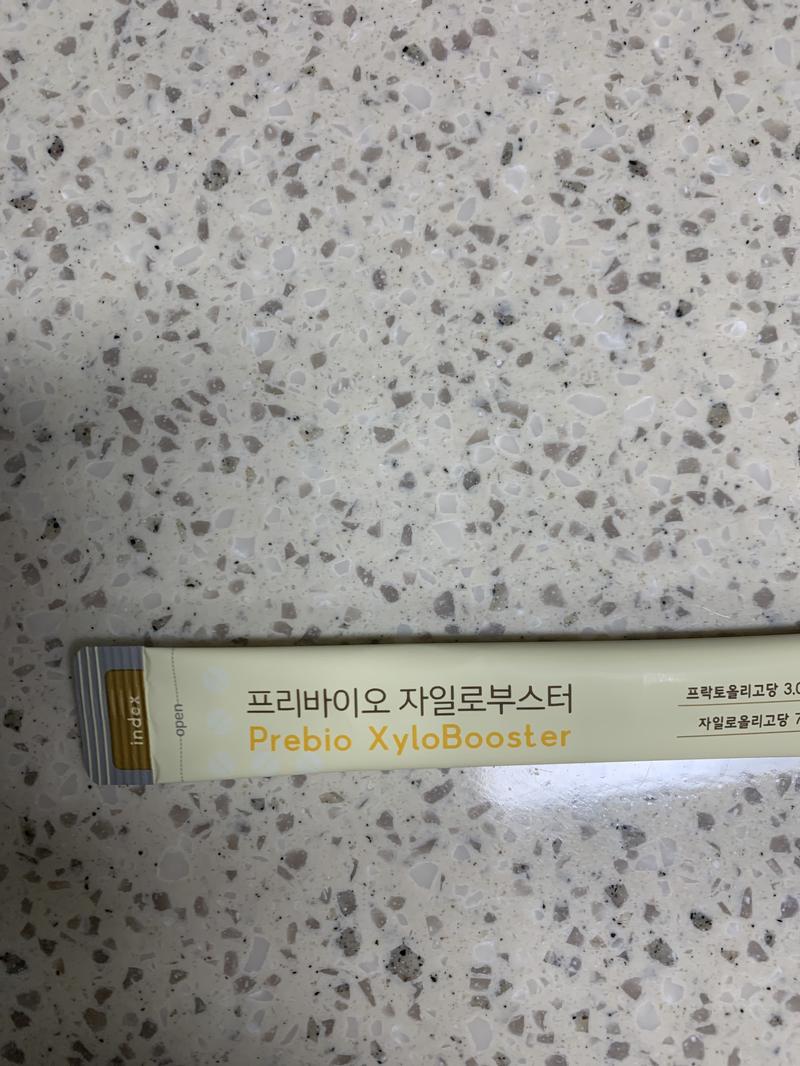 index
open
프리바이오 자일로부스터
Prebio XyloBooster
프락토올리고당 3.0
자일로올리고당 7